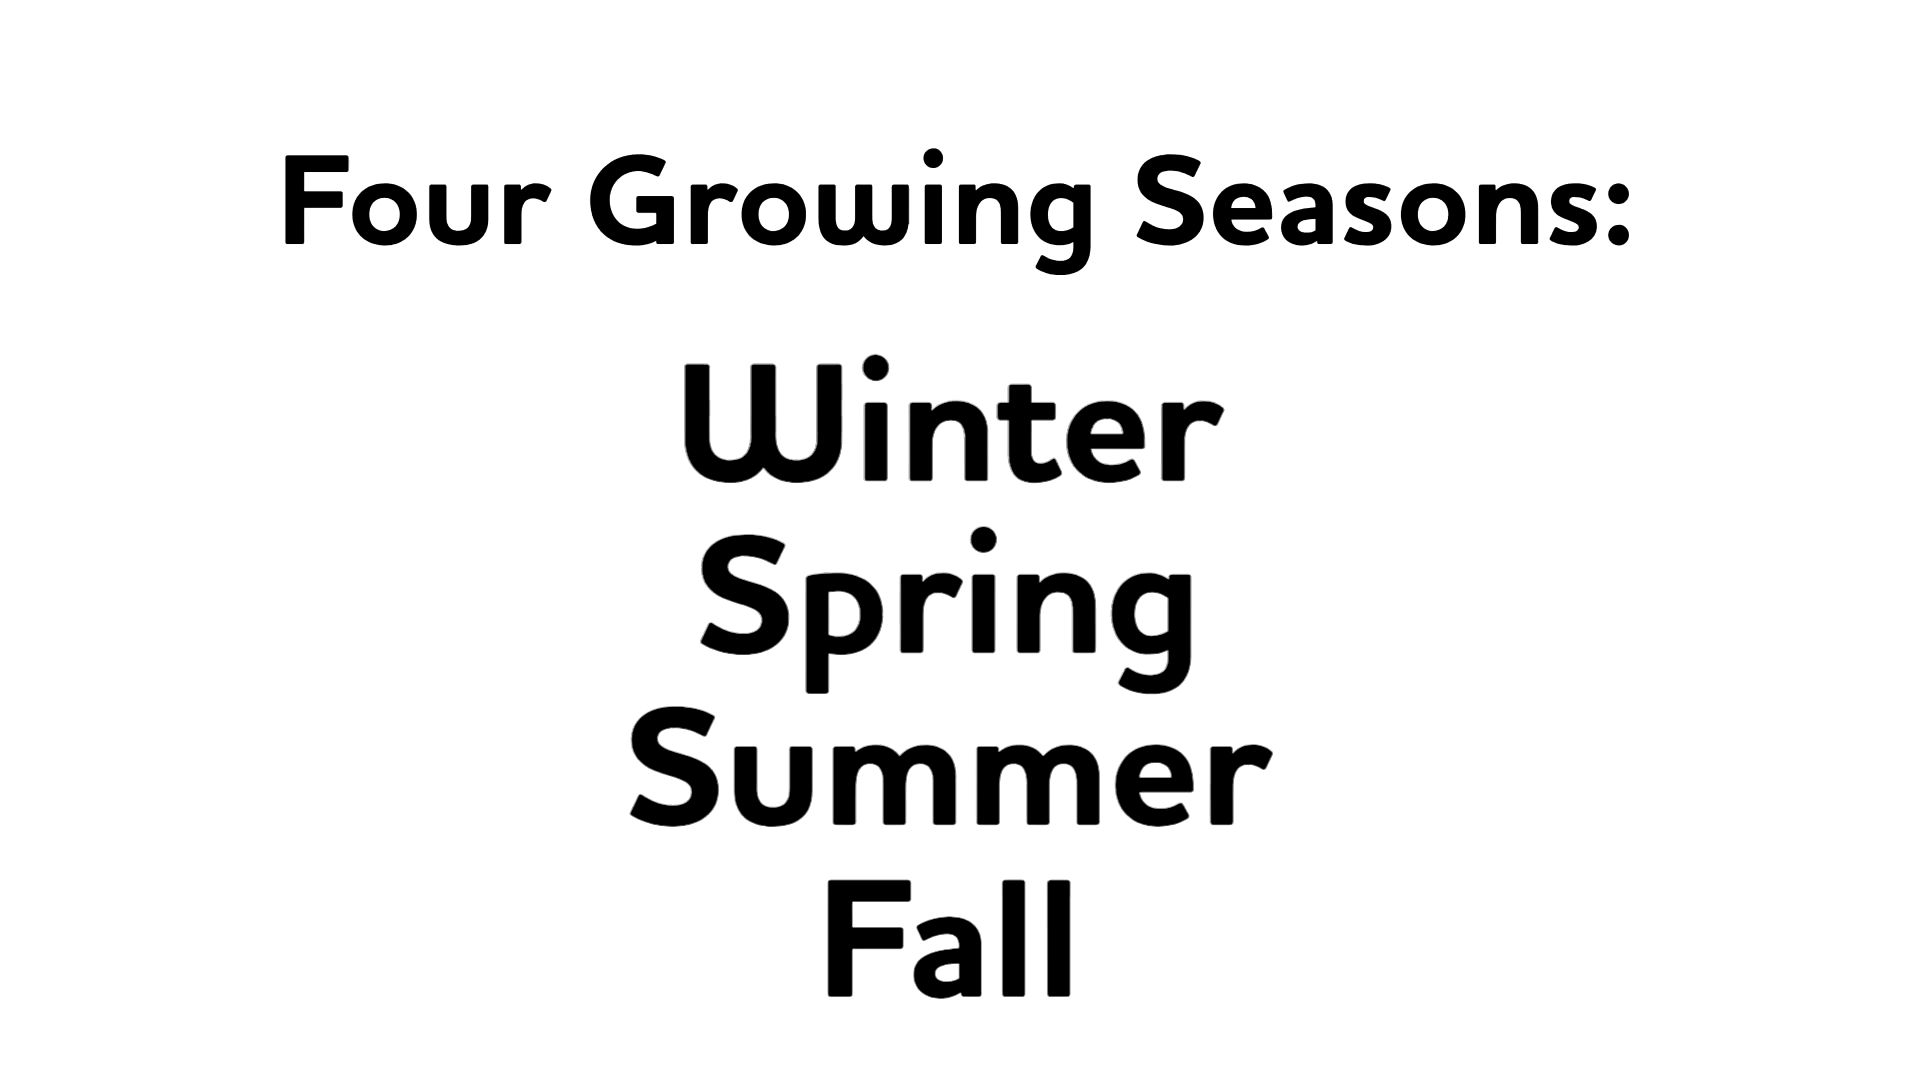 Four Growing Seasons:
Winter
Spring
Summer
Fall